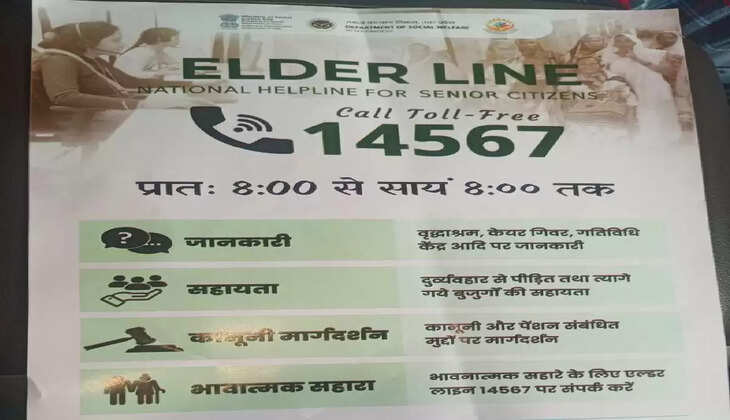 DEPARTMENT OF SOCIAL WELFARE
ELDER LINE
NATIONAL HELPLINE FOR SENIOR CITIZENS
Call Toll-Free
14567
प्रातः 8:00 से सायं 8:०० तक
जानकारी
वृद्धाश्रम, केयर गिवर, गतिविधि
केंद्र आदि पर जानकारी
सहायता
दुर्व्यवहार से पीड़ित तथा त्यागे
गये बुजुर्गों की सहायता
कानूनी मार्गदर्शन
कानूनी और पेंशन संबंधित
मुद्दों पर मार्गदर्शन
भावात्मक सहारा
भावनात्मक सहारे के लिए एल्डर
लाइन 14567 पर संपर्क करें